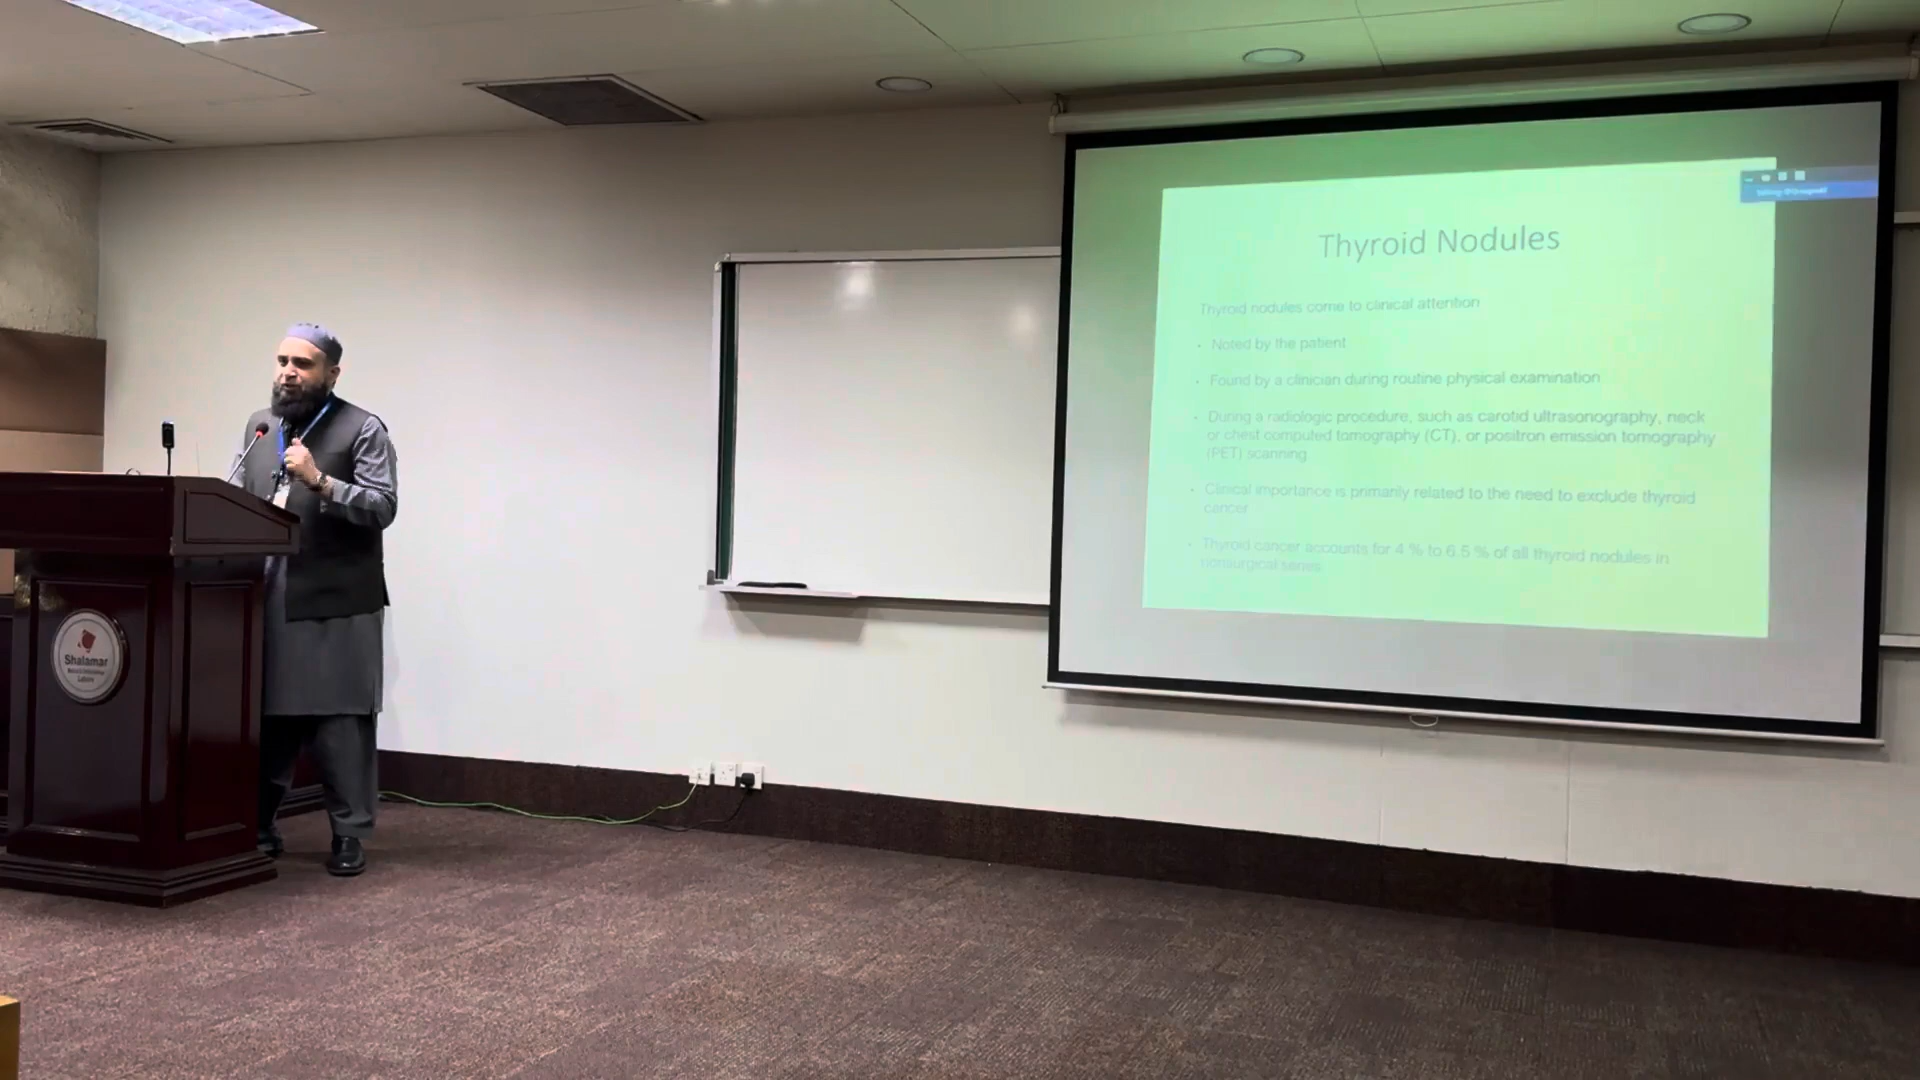 Thyroid Nodules
Thyroid nodules come to clinical attention
• Noted by the patient
• Found by a clinician during routine physical examination
• During a radiologic procedure, such as carotid ultrasonography, neck
or chest computed tomography (CT), or positron emission tomography
(PET) scanning
• Clinical importance is primarily related to the need to exclude thyroid
cancer
• Thyroid cancer accounts for 4 % to 6.5 % of all thyroid nodules in
nonsurgical series
Shalamar
Lahore